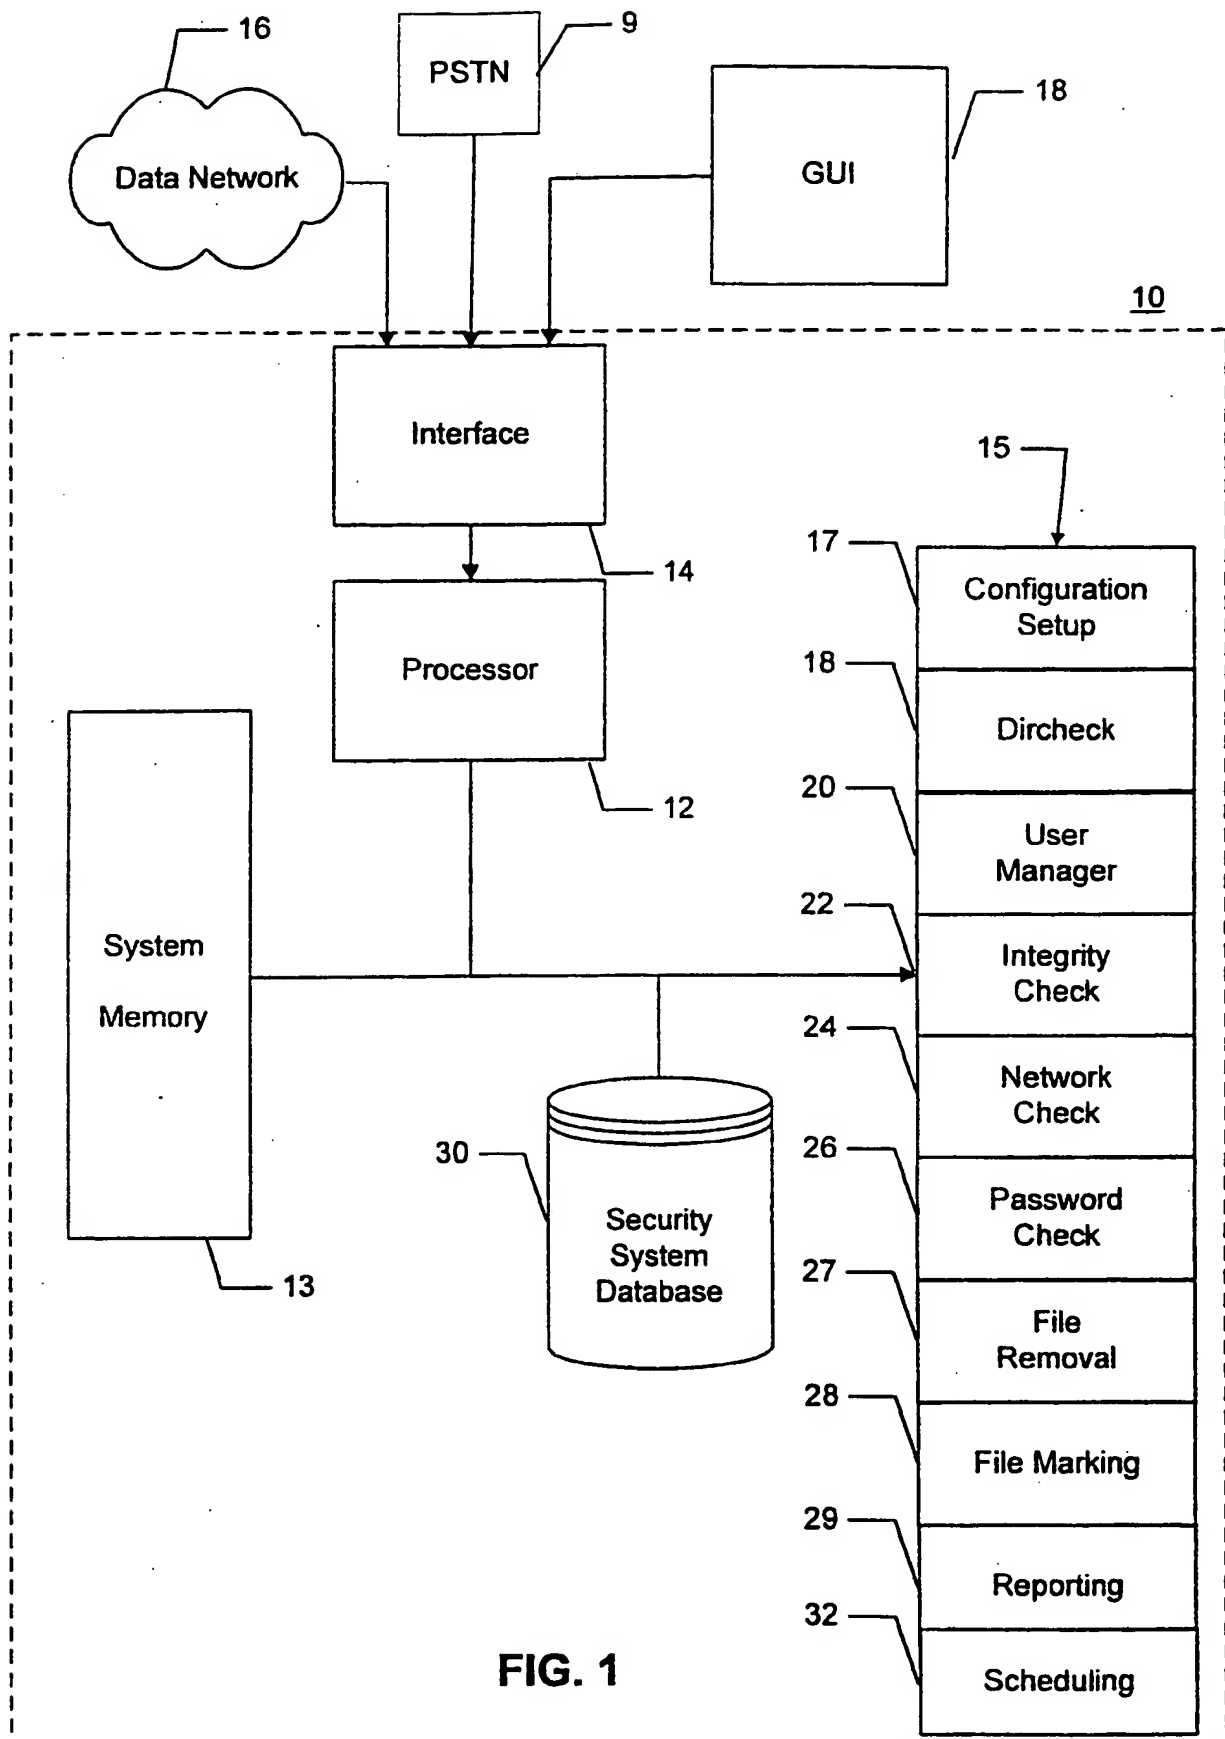 16
9
PSTN
18
Data Network
GUI
10
Interface
15
17
14
Configuration
Setup
Processor
18
Dircheck
12
20
User
Manager
22
System
Memory
Integrity
Check
24
Network
Check
30
26
Security
System
Database
Password
Check
13
27
File
Removal
28
File Marking
29
Reporting
32
FIG. 1
Scheduling